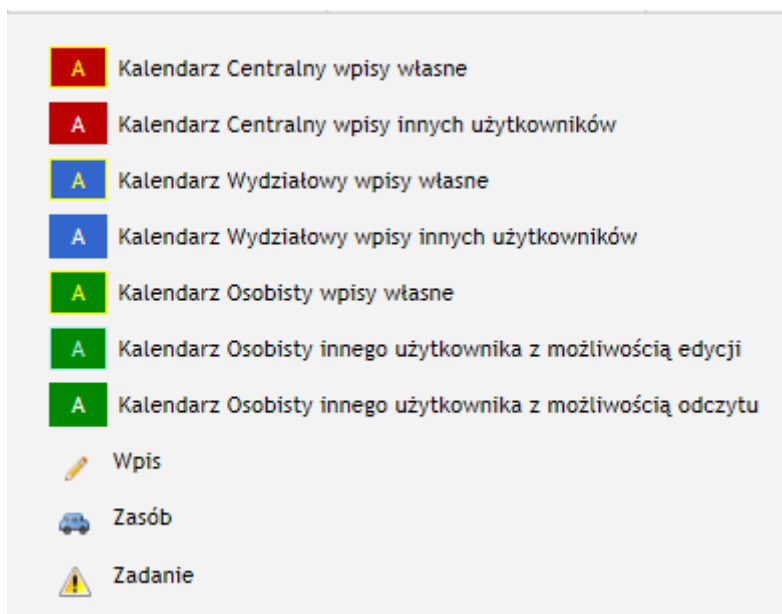 A Kalendarz Centralny wpisy własne
A Kalendarz Centralny wpisy innych użytkowników
A Kalendarz Wydziałowy wpisy własne
A Kalendarz Wydziałowy wpisy innych użytkowników
A Kalendarz Osobisty wpisy własne
A Kalendarz Osobisty innego użytkownika z możliwością edycji
A Kalendarz Osobisty innego użytkownika z możliwością odczytu
Wpis
Zasób
Zadanie